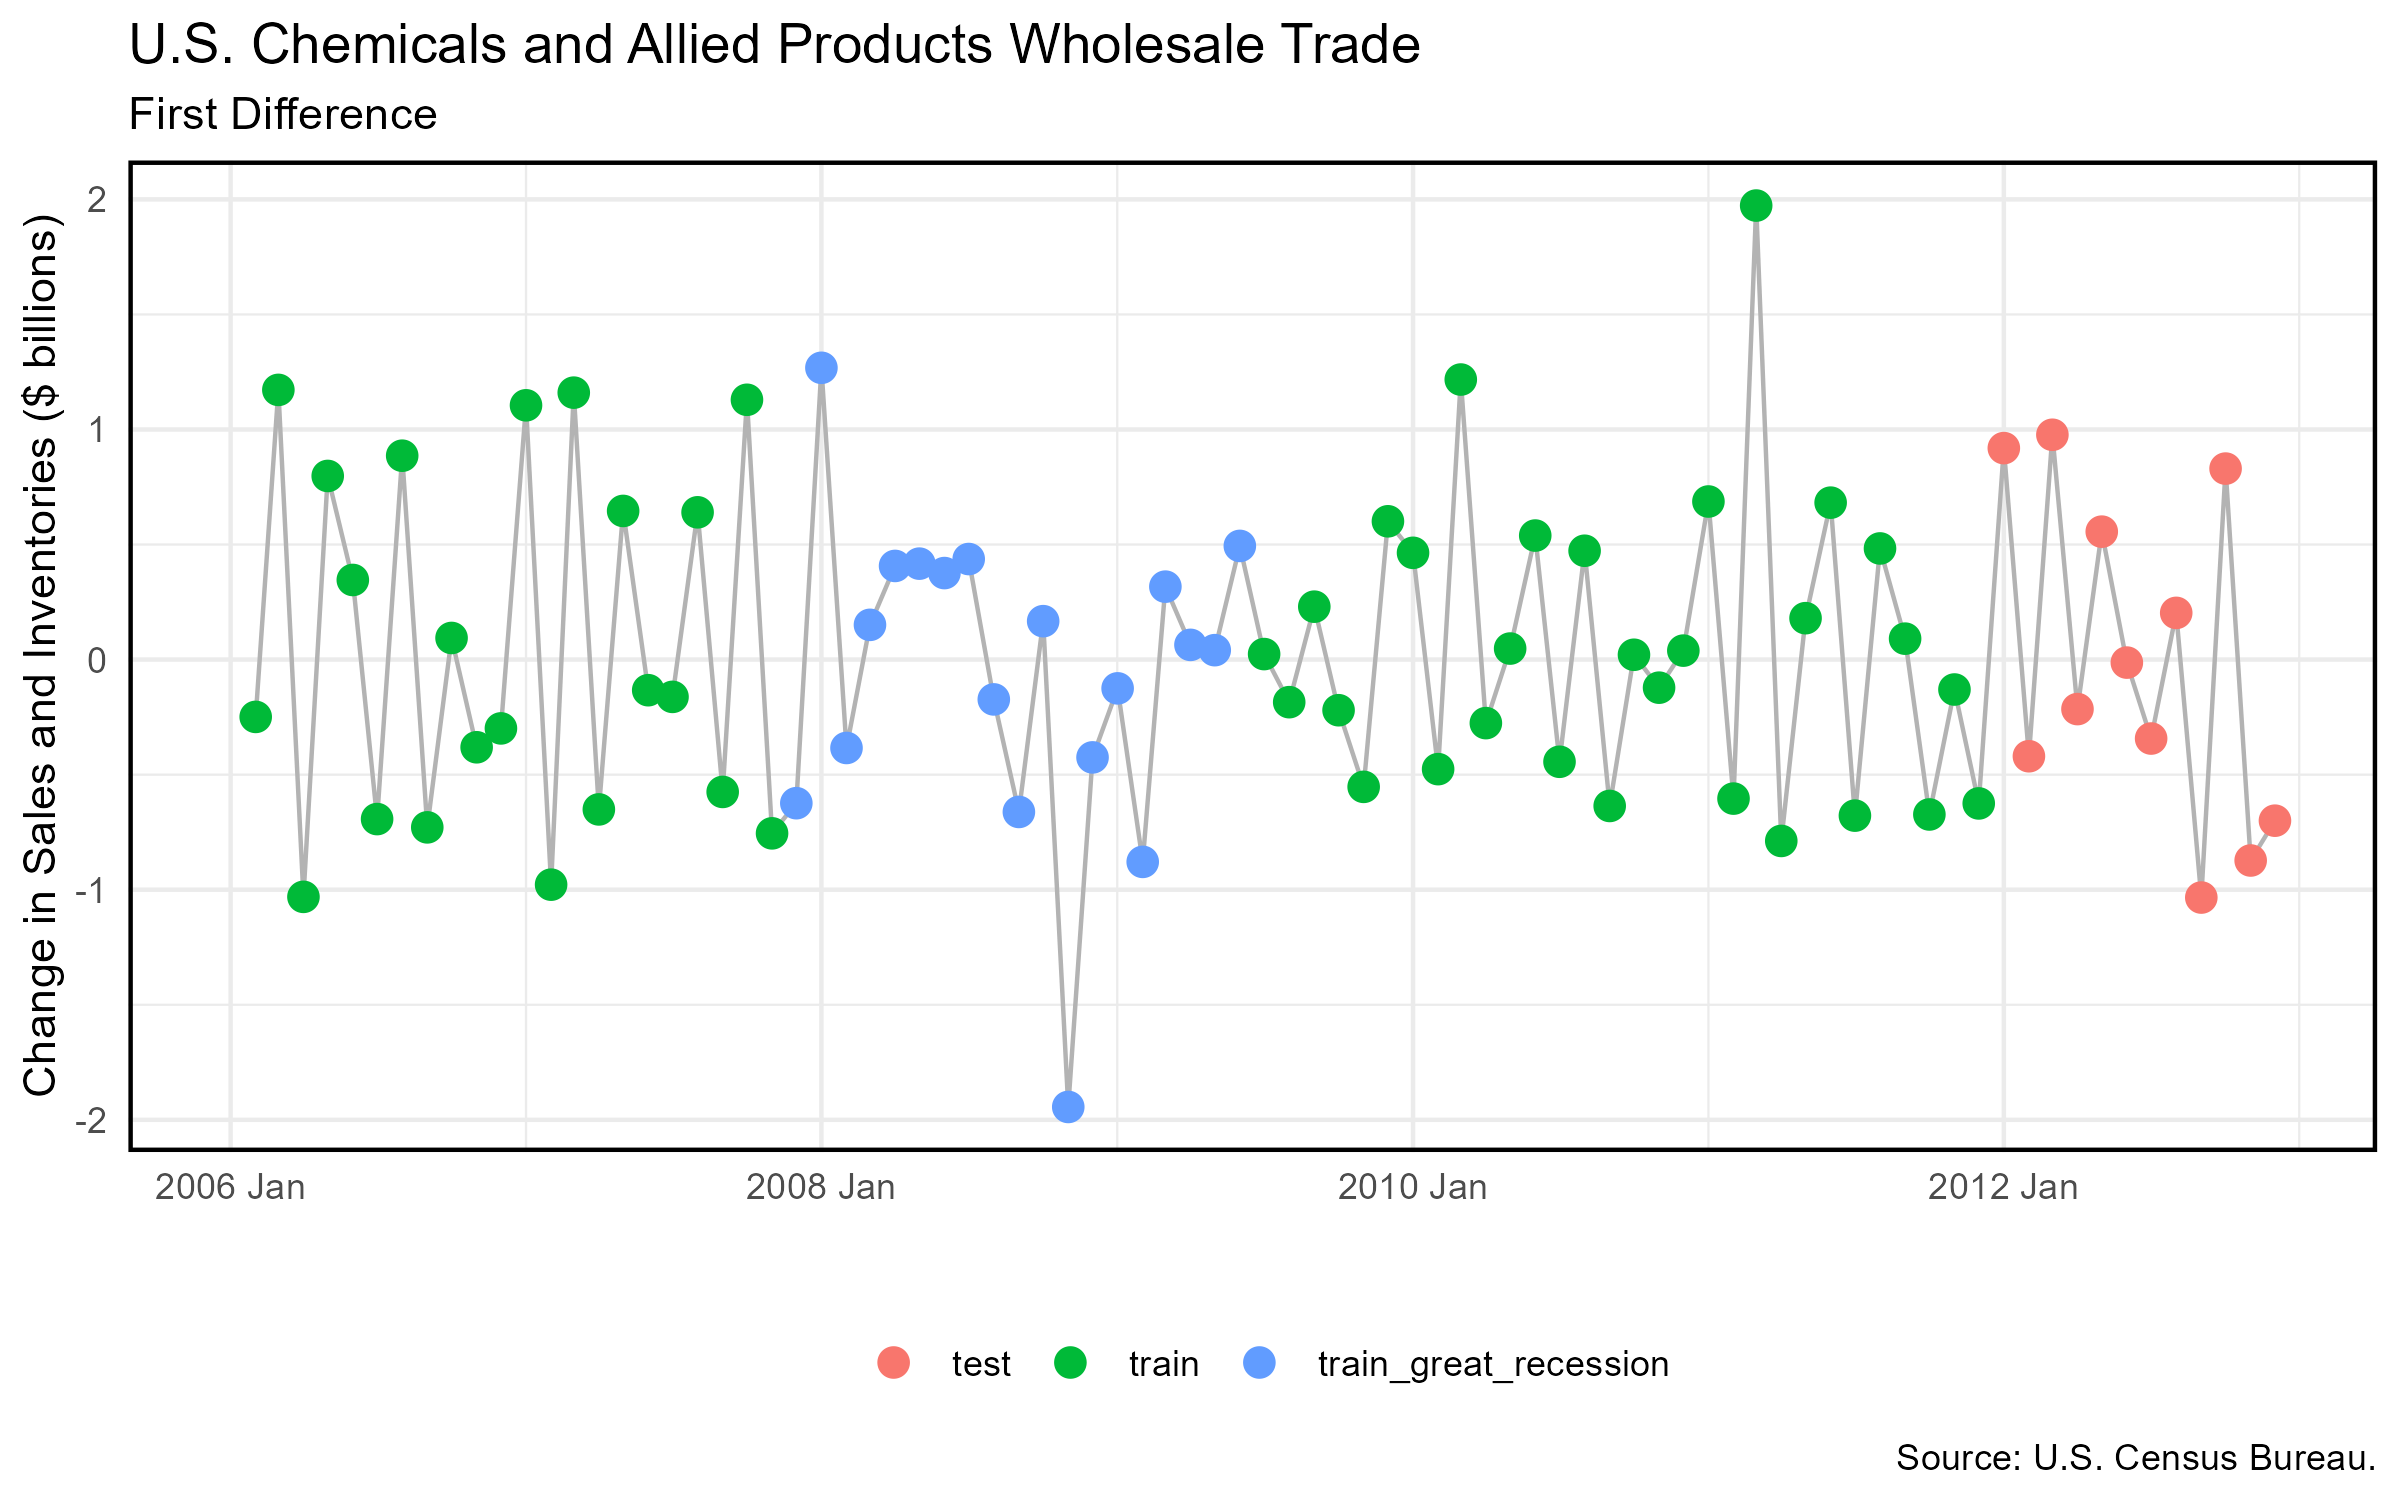 U.S. Chemicals and Allied Products Wholesale Trade
First Difference
Change in Sales and Inventories ($ billions)
2
1
0
-1
-2
2006 Jan
2008 Jan
2010 Jan
2012 Jan
test
train
train_great_recession
Source: U.S. Census Bureau.